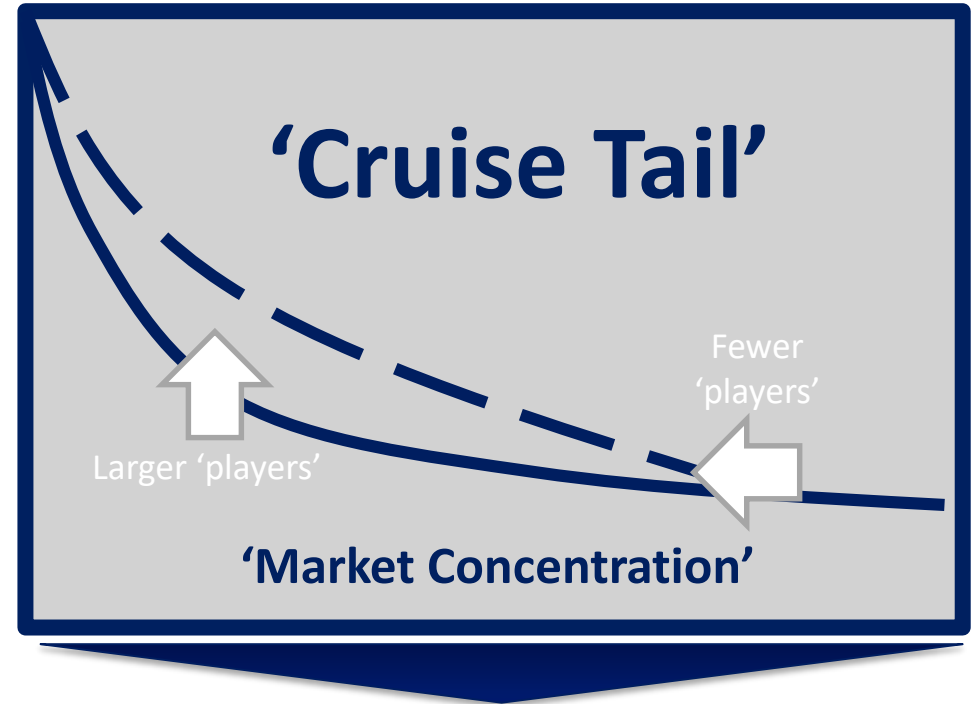 ‘Cruise Tail’
Fewer
‘players’
Larger ‘players’
‘Market Concentration’